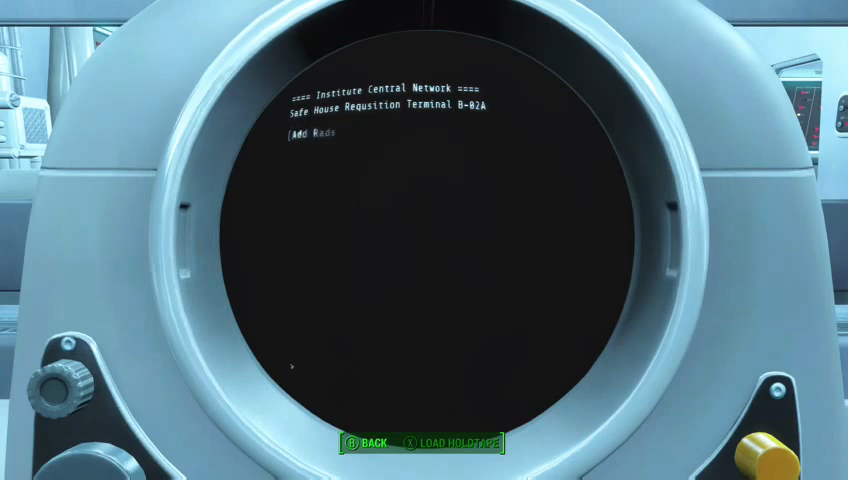 ==== Institute Central Network ====
Safe House Requsition Terminal B-02A
[Add Rads
>
(B) BACK (X) LOAD HOLOTAPE